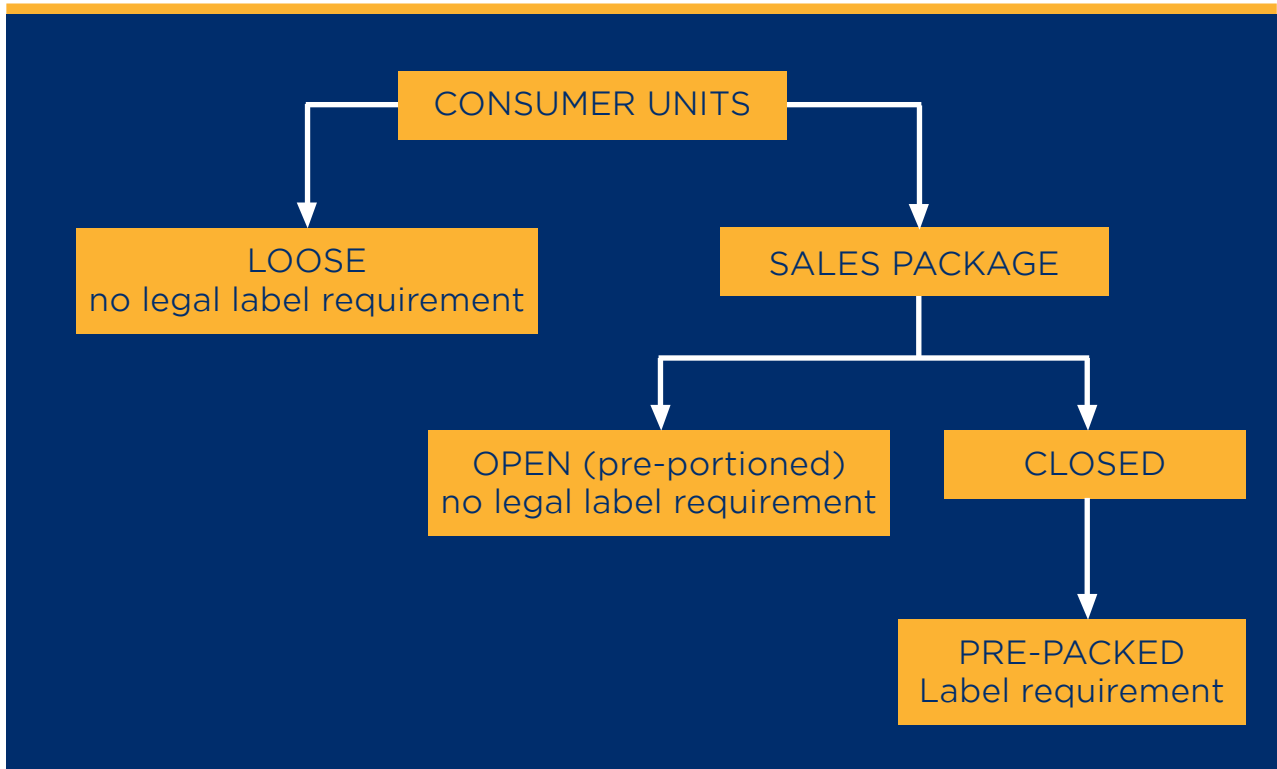 CONSUMER UNITS
LOOSE
no legal label requirement
SALES PACKAGE
OPEN (pre-portioned)
no legal label requirement
CLOSED
PRE-PACKED
Label requirement